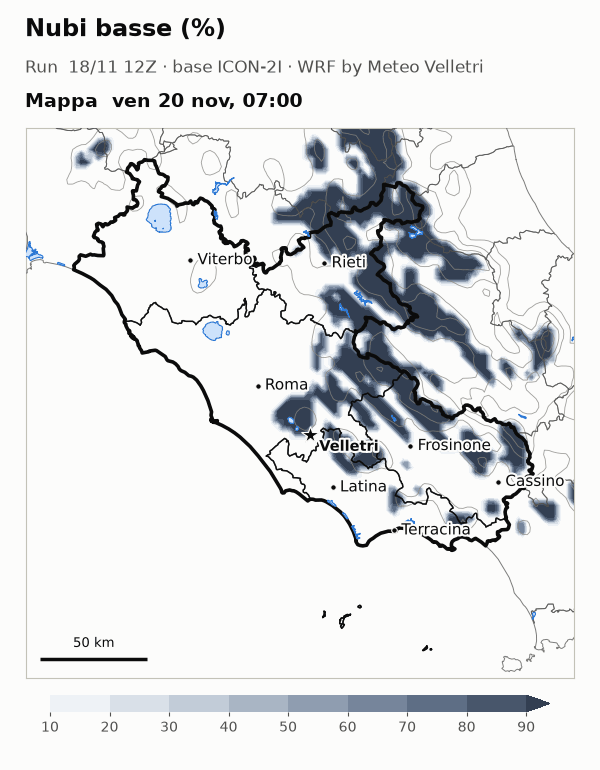 Nubi basse (%)
Run 18/11 12Z · base ICON-2I · WRF by Meteo Velletri
Mappa ven 20 nov, 07:00
Viterbo
Rieti
Roma
Velletri
Frosinone
Latina
Cassino
Terracina
50 km
10 20 30 40 50 60 70 80 90